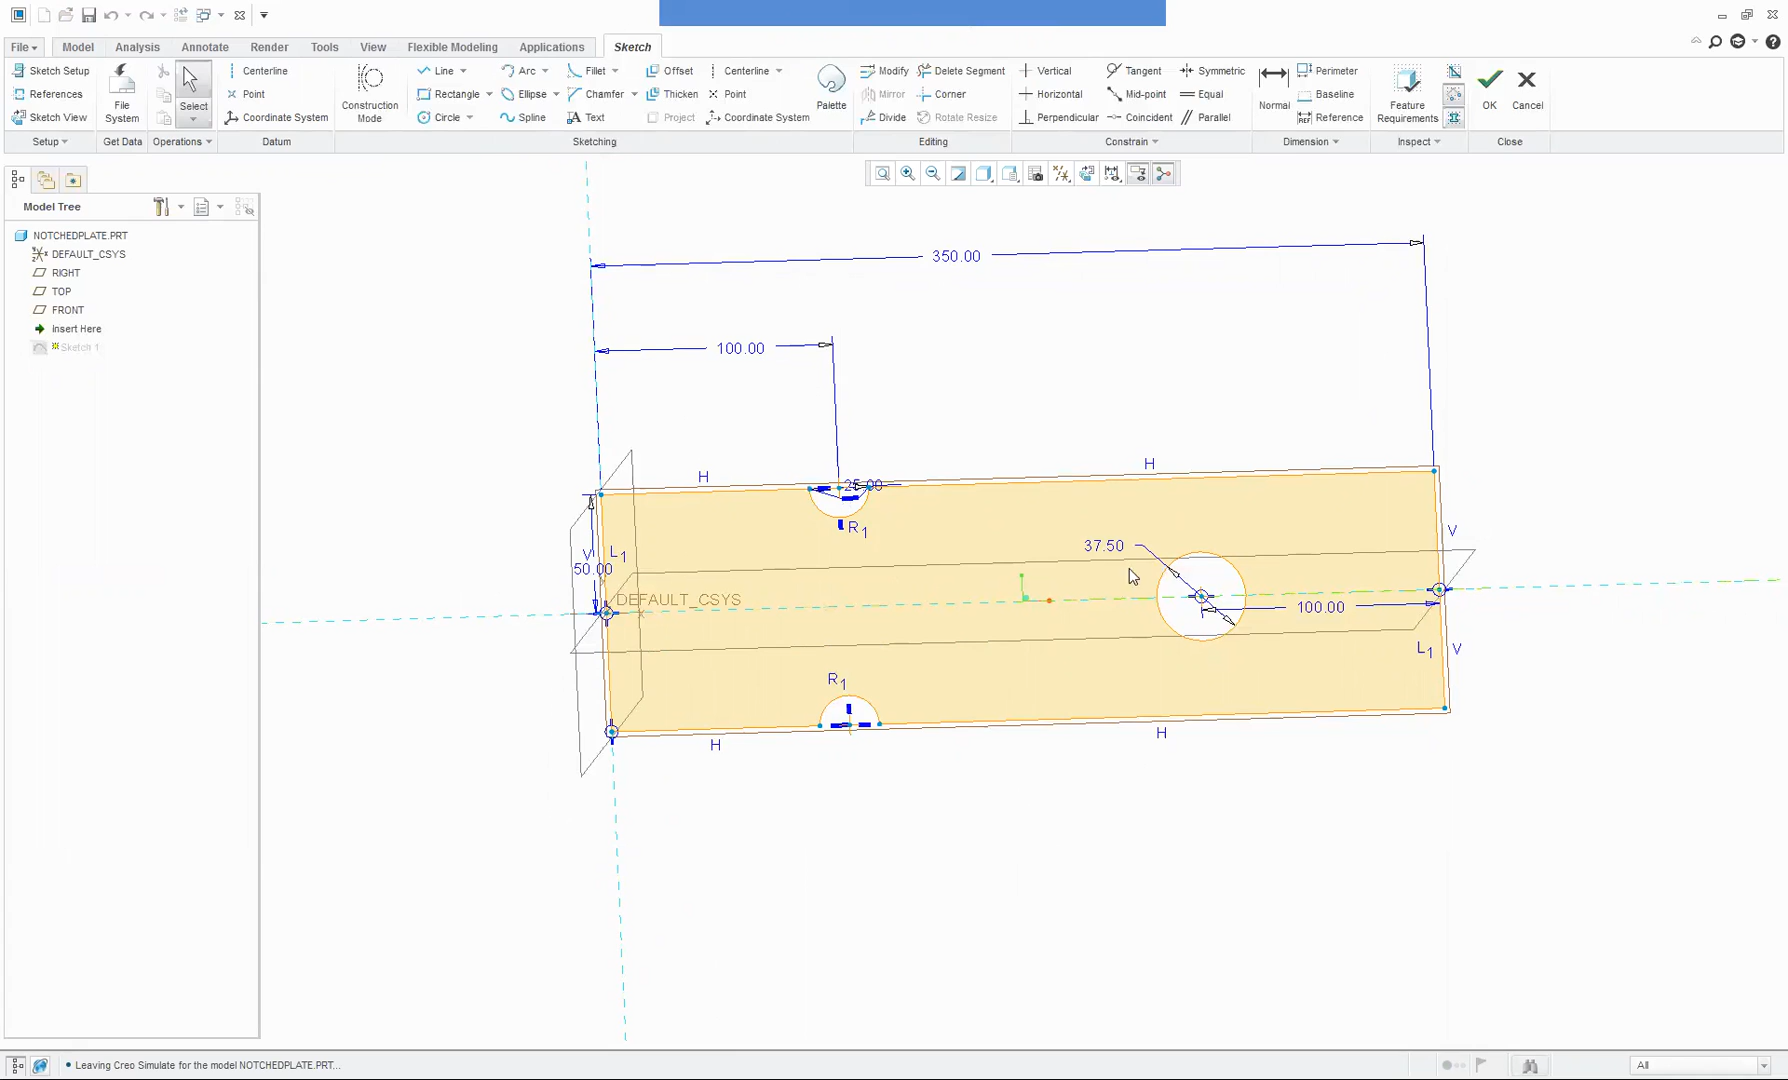 File Model Analysis Annotate Render Tools View Flexible Modeling Applications Sketch
Sketch Setup
References
Sketch View
Setup
File System
Get Data
Select
Operations
Centerline
Point
Coordinate System
Datum
Construction Mode
Line Arc Fillet Offset Centerline
Rectangle Ellipse Chamfer Thicken Point
Circle Spline Text Project Coordinate System
Palette
Sketching
Modify Delete Segment
Mirror Corner
Divide Rotate Resize
Editing
Vertical Tangent Symmetric
Horizontal Mid-point Equal
Perpendicular Coincident Parallel
Constrain
Normal
Perimeter
Baseline
REF Reference
Dimension
Feature Requirements
Inspect
OK Cancel
Close
Model Tree
NOTCHEDPLATE.PRT
DEFAULT_CSYS
RIGHT
TOP
FRONT
Insert Here
Sketch 1
350.00
100.00
H H
25.00
R1
V
V L1
50.00
37.50
DEFAULT_CSYS
100.00
L1 V
R1
H H
Leaving Creo Simulate for the model NOTCHEDPLATE.PRT...
All